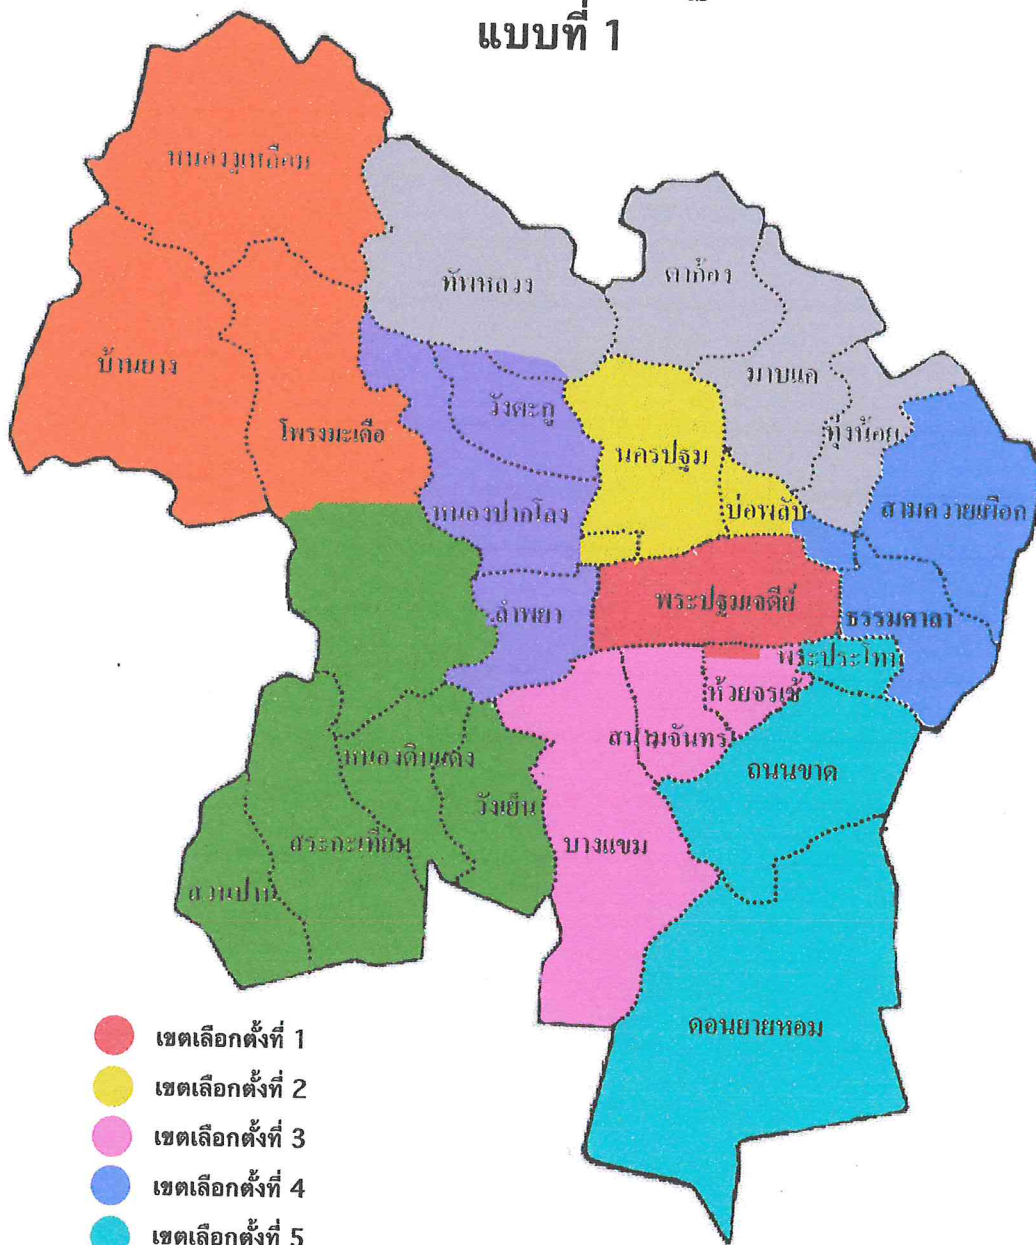 แบบที่ 1
หนองงูเหลือม
ทัพหลวง
ตาก้อง
บ้านยาง
มาบแค
วังตะกู
โพรงมะเดื่อ
ทุ่งน้อย
นครปฐม
หนองปากโลง
บ่อพลับ
สามควายเผือก
พระปฐมเจดีย์
ลำพยา
ธรรมศาลา
พระประโทน
ห้วยจรเข้
สนามจันทร์
หนองดินแดง
ถนนขาด
วังเย็น
สระกะเทียม
บางแขม
สวนป่าน
ดอนยายหอม
เขตเลือกตั้งที่ 1
เขตเลือกตั้งที่ 2
เขตเลือกตั้งที่ 3
เขตเลือกตั้งที่ 4
เขตเลือกตั้งที่ 5